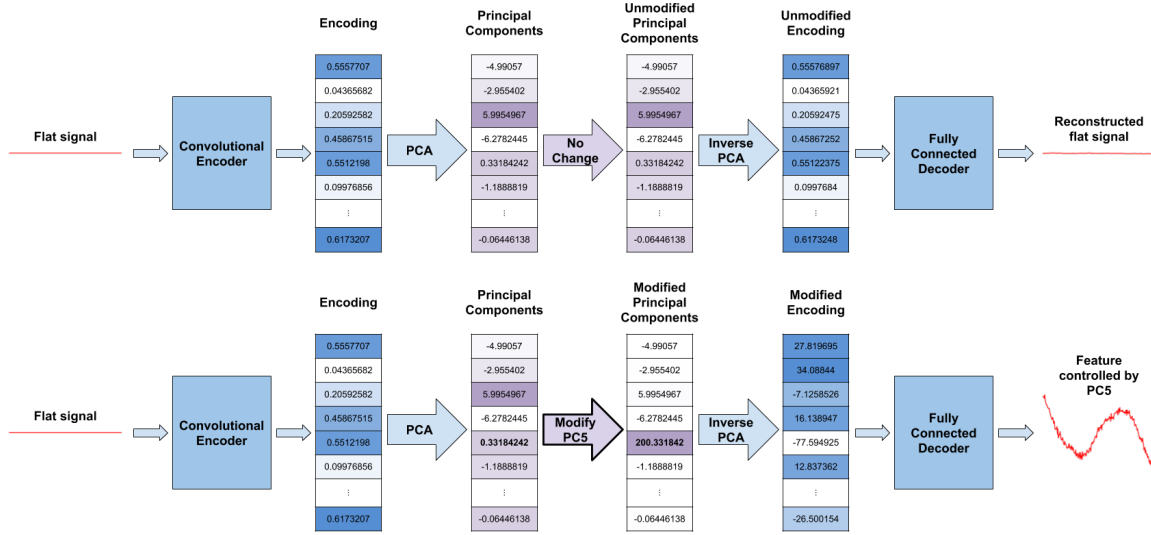 Encoding
Principal
Components
Unmodified
Principal
Components
Unmodified
Encoding
Flat signal
Convolutional
Encoder
0.5557707
0.04365682
0.20592582
0.45867515
0.5512198
0.09976856
⋮
0.6173207
PCA
-4.99057
-2.955402
5.9954967
-6.2782445
0.33184242
-1.1888819
⋮
-0.06446138
No
Change
-4.99057
-2.955402
5.9954967
-6.2782445
0.33184242
-1.1888819
⋮
-0.06446138
Inverse
PCA
0.55576897
0.04365921
0.20592475
0.45867252
0.55122375
0.0997684
⋮
0.6173248
Fully
Connected
Decoder
Reconstructed
flat signal
Encoding
Principal
Components
Modified
Principal
Components
Modified
Encoding
Flat signal
Convolutional
Encoder
0.5557707
0.04365682
0.20592582
0.45867515
0.5512198
0.09976856
⋮
0.6173207
PCA
-4.99057
-2.955402
5.9954967
-6.2782445
0.33184242
-1.1888819
⋮
-0.06446138
Modify
PC5
-4.99057
-2.955402
5.9954967
-6.2782445
200.331842
-1.1888819
⋮
-0.06446138
Inverse
PCA
27.819695
34.08844
-7.1258526
16.138947
-77.594925
12.837362
⋮
-26.500154
Fully
Connected
Decoder
Feature
controlled by
PC5